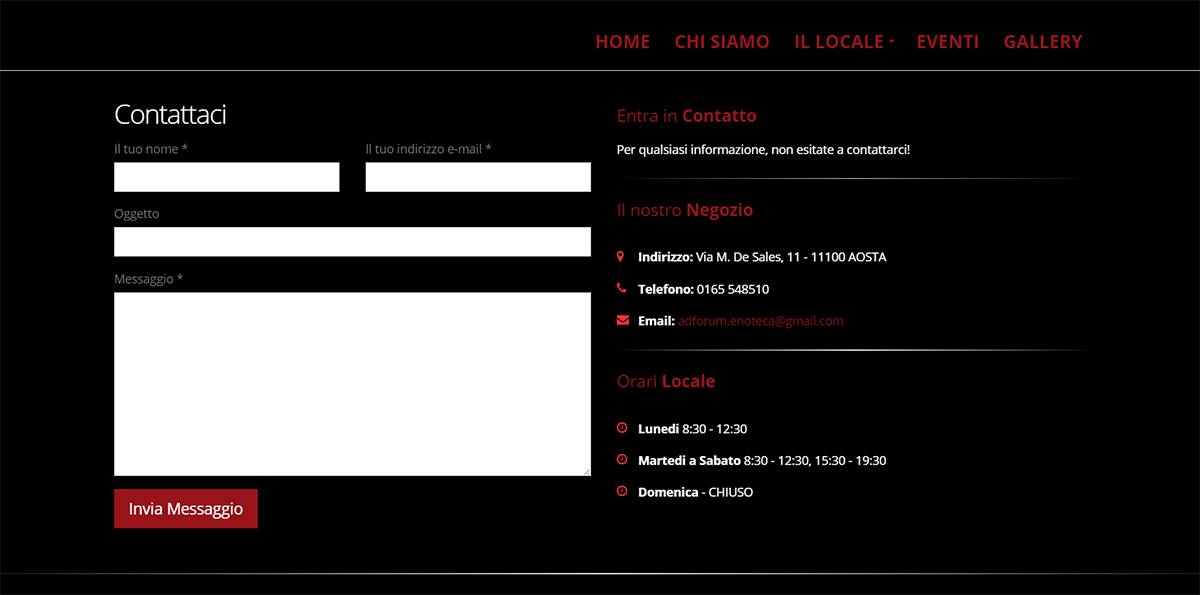 HOME CHI SIAMO IL LOCALE EVENTI GALLERY
Contattaci
Il tuo nome *
Il tuo indirizzo e-mail *
Oggetto
Messaggio *
Invia Messaggio
Entra in Contatto
Per qualsiasi informazione, non esitate a contattarci!
Il nostro Negozio
Indirizzo: Via M. De Sales, 11 - 11100 AOSTA
Telefono: 0165 548510
Email: adforum.enoteca@gmail.com
Orari Locale
Lunedi 8:30 - 12:30
Martedi a Sabato 8:30 - 12:30, 15:30 - 19:30
Domenica - CHIUSO